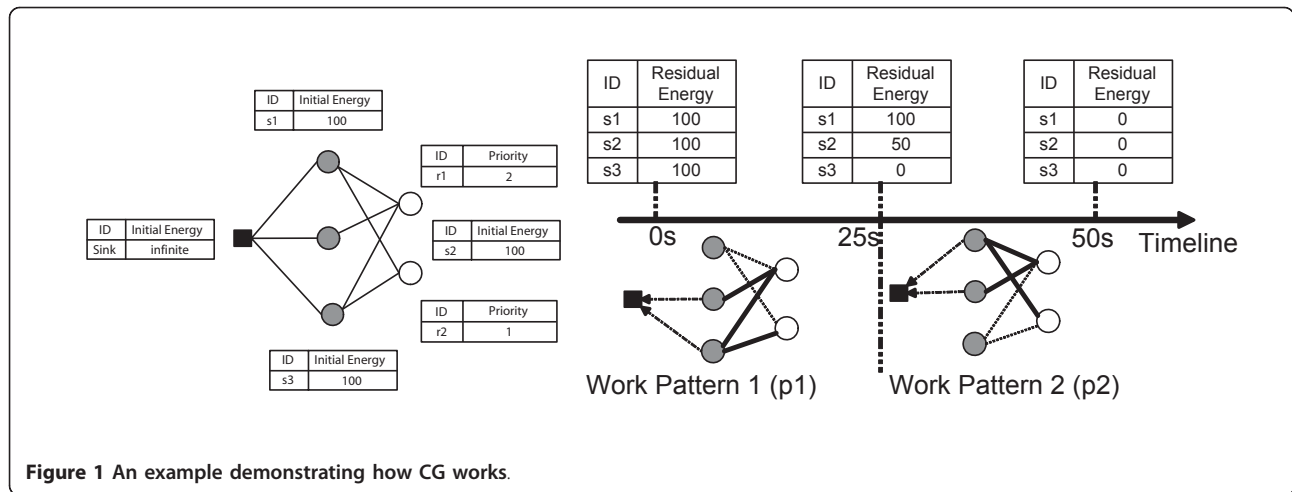 ID Initial Energy
s1 100
ID Priority
r1 2
ID Initial Energy
Sink infinite
ID Initial Energy
s2 100
ID Priority
r2 1
ID Initial Energy
s3 100
ID Residual Energy
s1 100
s2 100
s3 100
ID Residual Energy
s1 100
s2 50
s3 0
ID Residual Energy
s1 0
s2 0
s3 0
0s 25s 50s Timeline
Work Pattern 1 (p1) Work Pattern 2 (p2)
Figure 1 An example demonstrating how CG works.